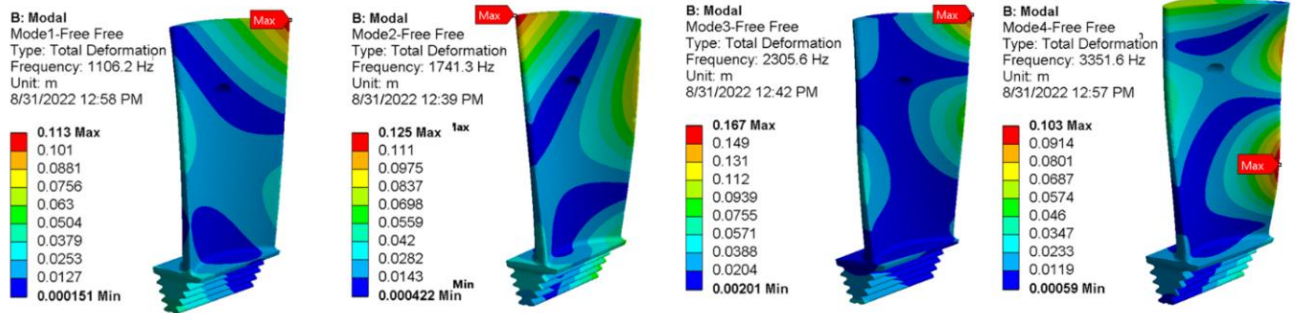 B: Modal
Mode1-Free Free
Type: Total Deformation
Frequency: 1106.2 Hz
Unit: m
8/31/2022 12:58 PM
Max
0.113 Max
0.101
0.0881
0.0756
0.063
0.0504
0.0379
0.0253
0.0127
0.000151 Min
B: Modal
Mode2-Free Free
Type: Total Deformation
Frequency: 1741.3 Hz
Unit: m
8/31/2022 12:39 PM
Max
0.125 Max
0.111
0.0975
0.0837
0.0698
0.0559
0.042
0.0282
0.0143
Min
0.000422 Min
B: Modal
Mode3-Free Free
Type: Total Deformation
Frequency: 2305.6 Hz
Unit: m
8/31/2022 12:42 PM
Max
0.167 Max
0.149
0.131
0.112
0.0939
0.0755
0.0571
0.0388
0.0204
0.00201 Min
B: Modal
Mode4-Free Free
Type: Total Deformation
Frequency: 3351.6 Hz
Unit: m
8/31/2022 12:57 PM
Max
0.103 Max
0.0914
0.0801
0.0687
0.0574
0.046
0.0347
0.0233
0.0119
0.00059 Min